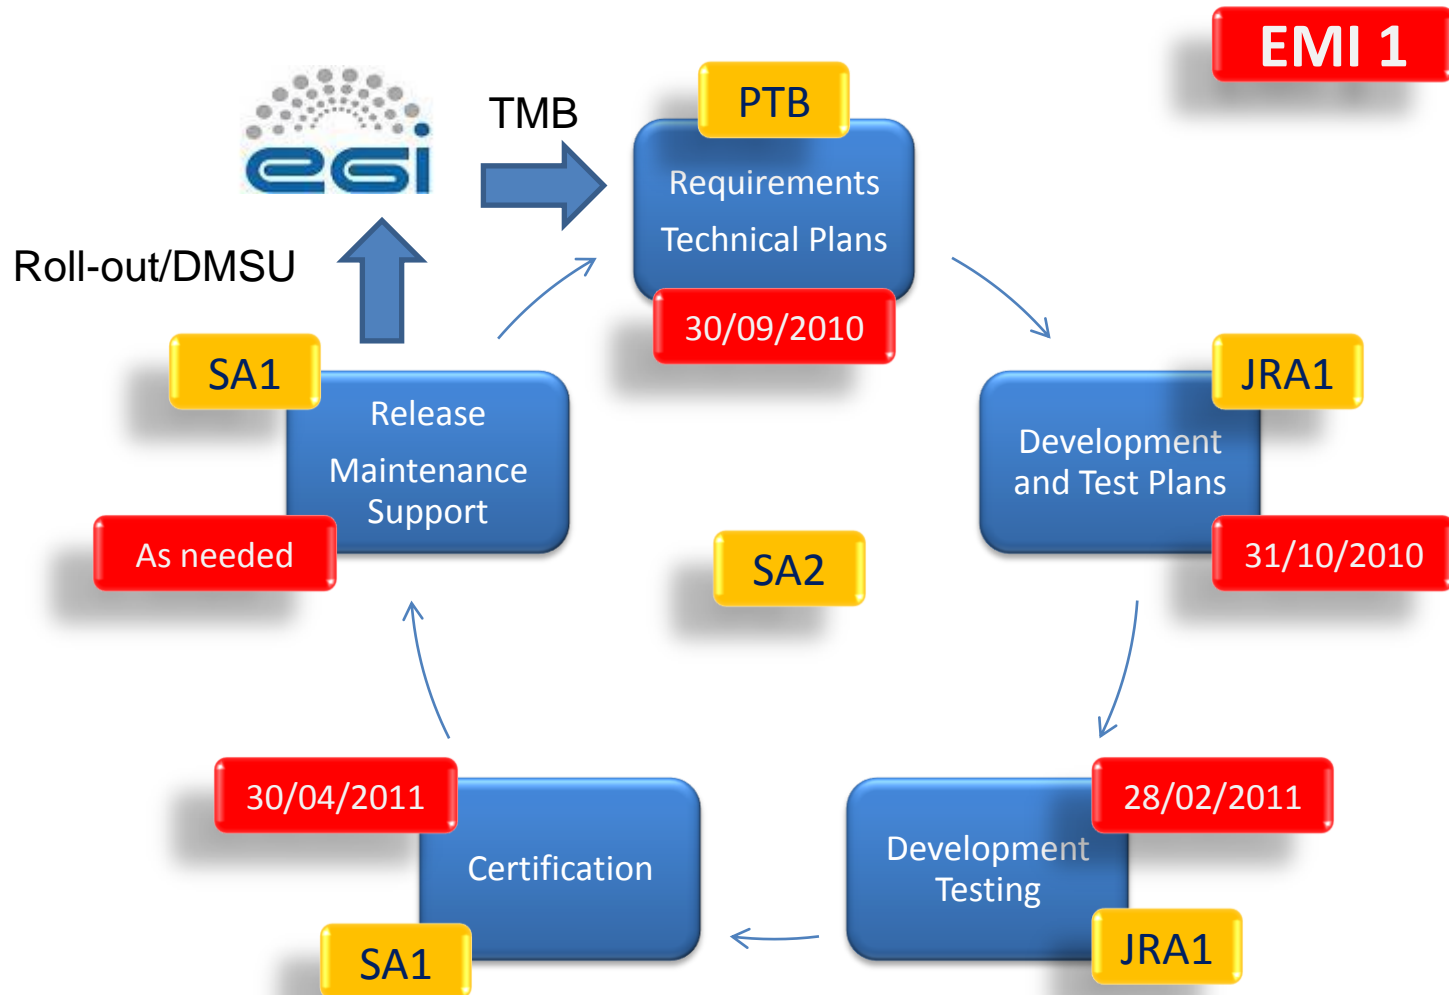 EMI 1
egi
TMB
PTB
Requirements
Technical Plans
30/09/2010
Roll-out/DMSU
SA1
Release
Maintenance
Support
As needed
JRA1
Development
and Test Plans
31/10/2010
SA2
30/04/2011
Certification
SA1
28/02/2011
Development
Testing
JRA1